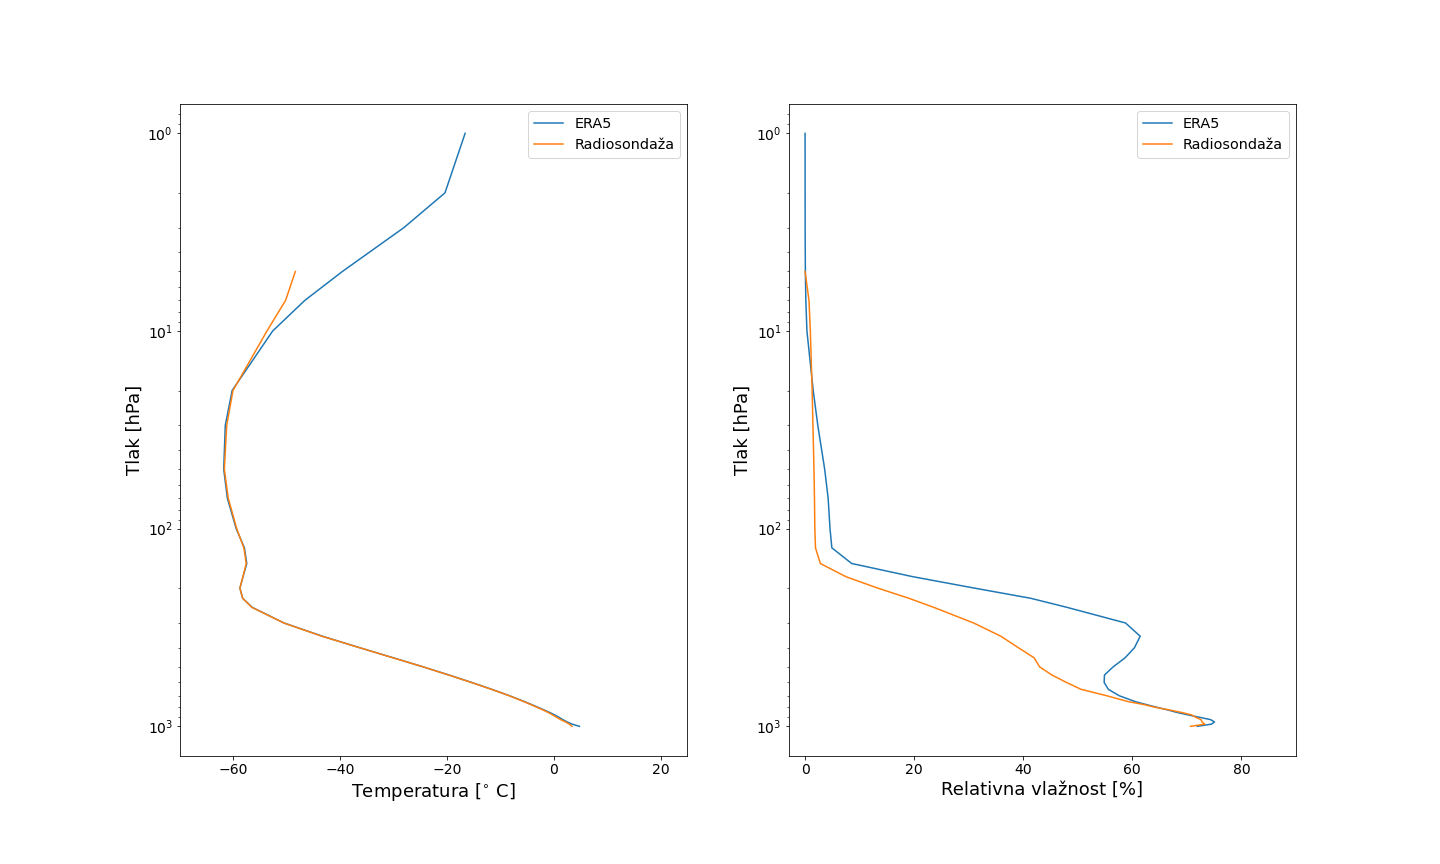 ERA5
Radiosondaža
10⁰
10¹
10²
10³
Tlak [hPa]
−60 −40 −20 0 20
Temperatura [° C]
ERA5
Radiosondaža
10⁰
10¹
10²
10³
Tlak [hPa]
0 20 40 60 80
Relativna vlažnost [%]